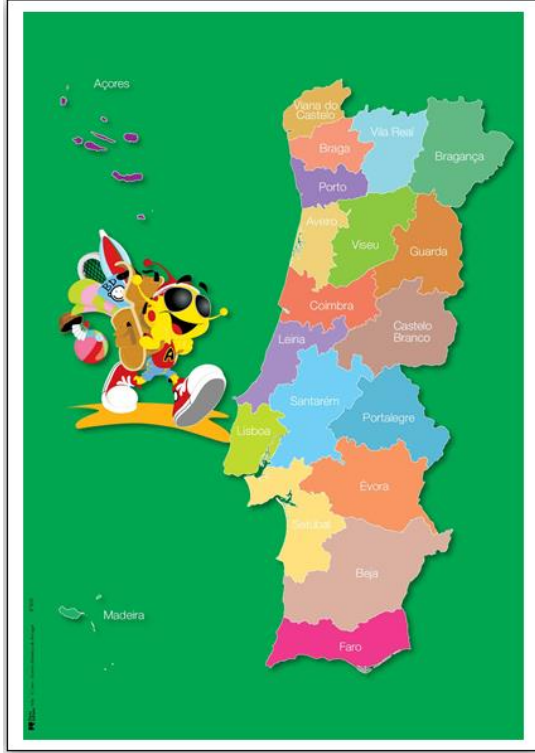 Açores
Viana do
Castelo
Braga
Vila Real
Bragança
Porto
Aveiro
Viseu
Guarda
Coimbra
Castelo
Branco
Leiria
Santarém
Portalegre
Lisboa
Évora
Setúbal
Beja
Madeira
Faro
A